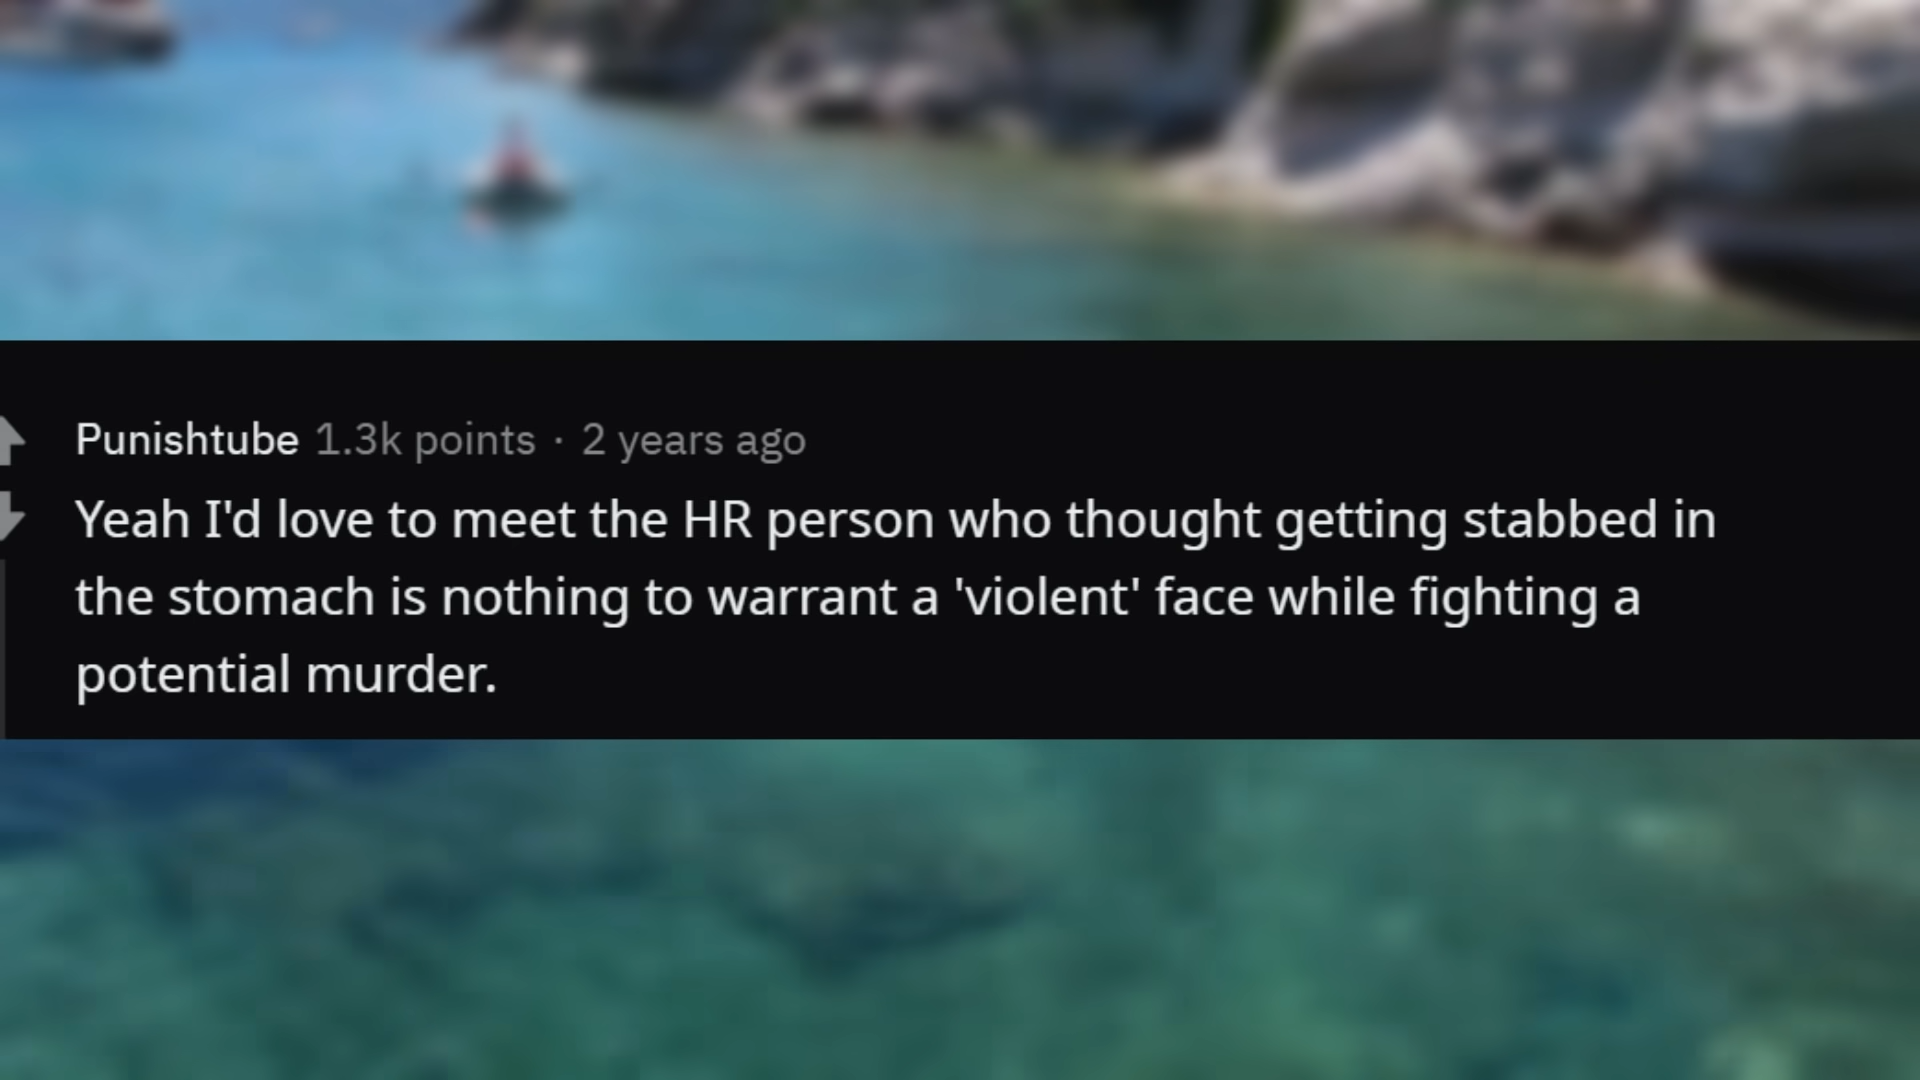 Punishtube 1.3k points · 2 years ago
Yeah I'd love to meet the HR person who thought getting stabbed in
the stomach is nothing to warrant a 'violent' face while fighting a
potential murder.